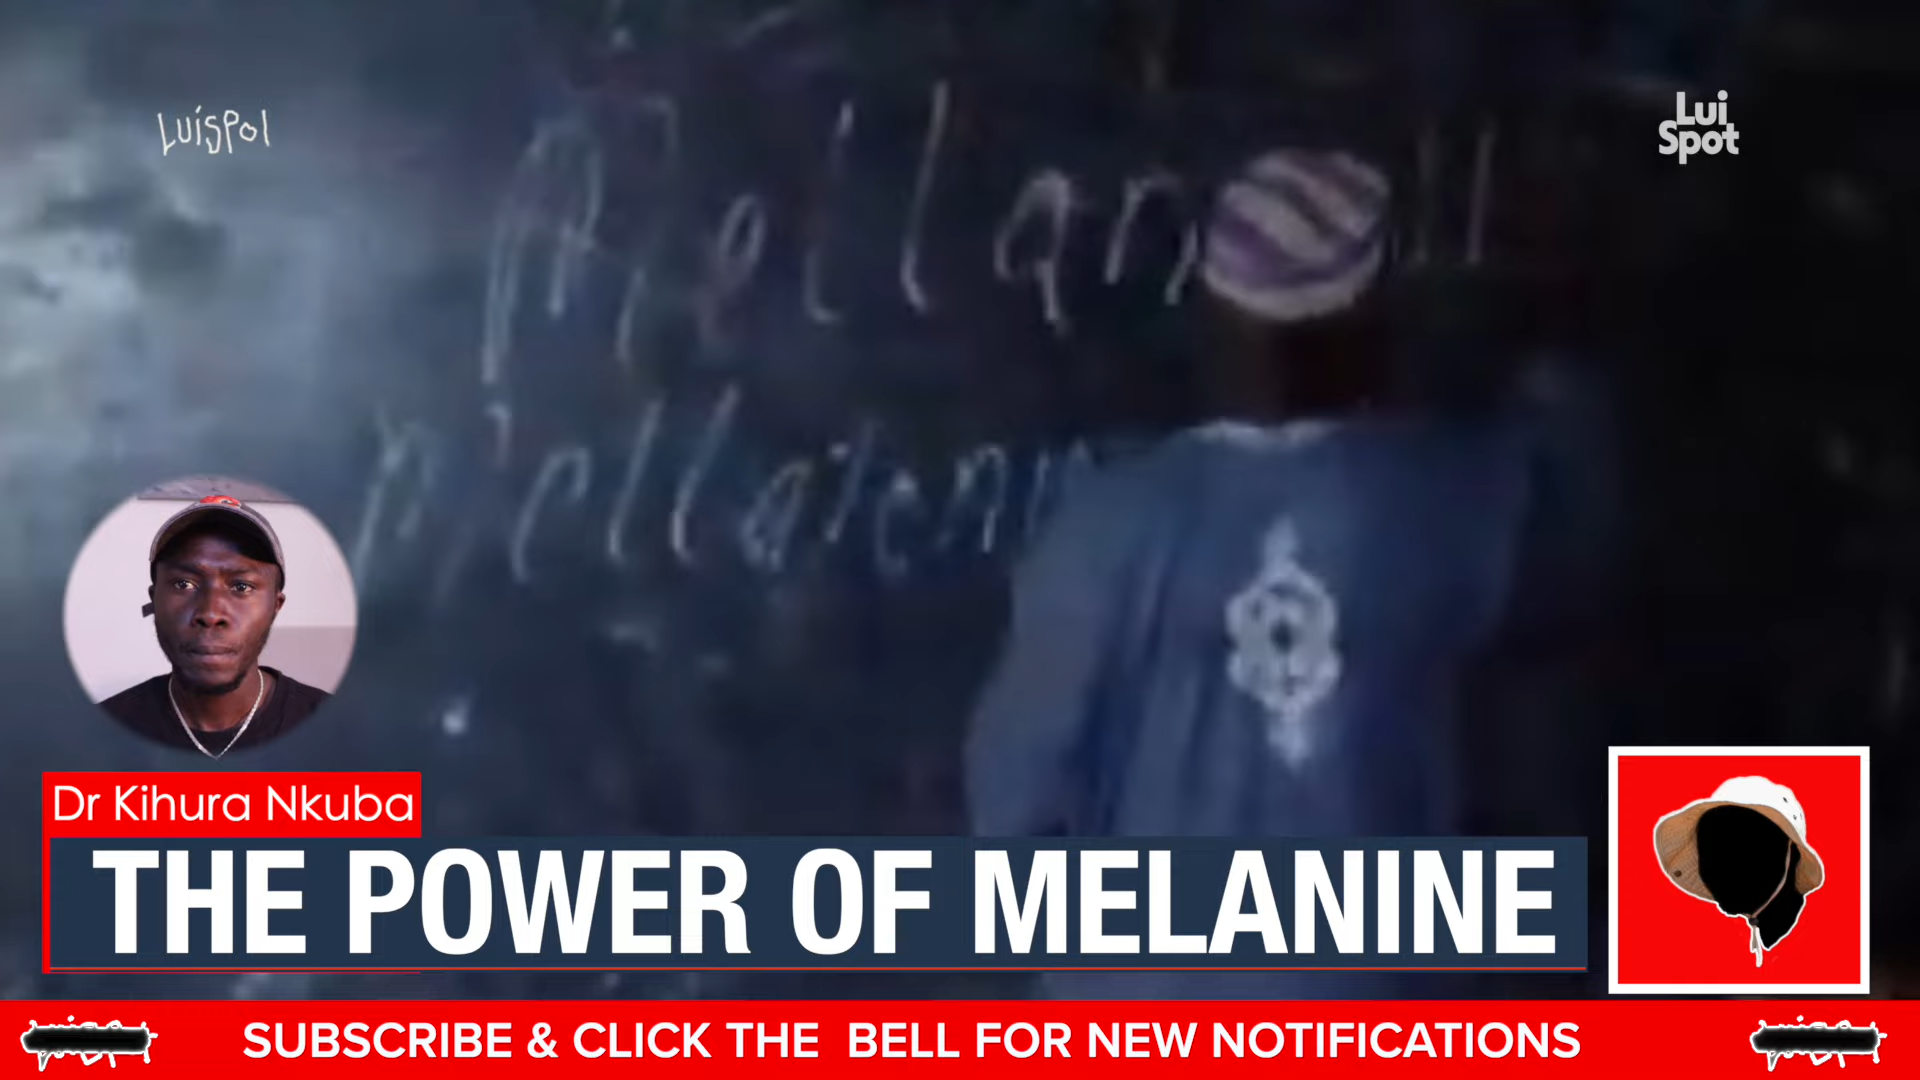 LuisPol
Lui
Spot
Dr Kihura Nkuba
THE POWER OF MELANINE
SUBSCRIBE & CLICK THE BELL FOR NEW NOTIFICATIONS